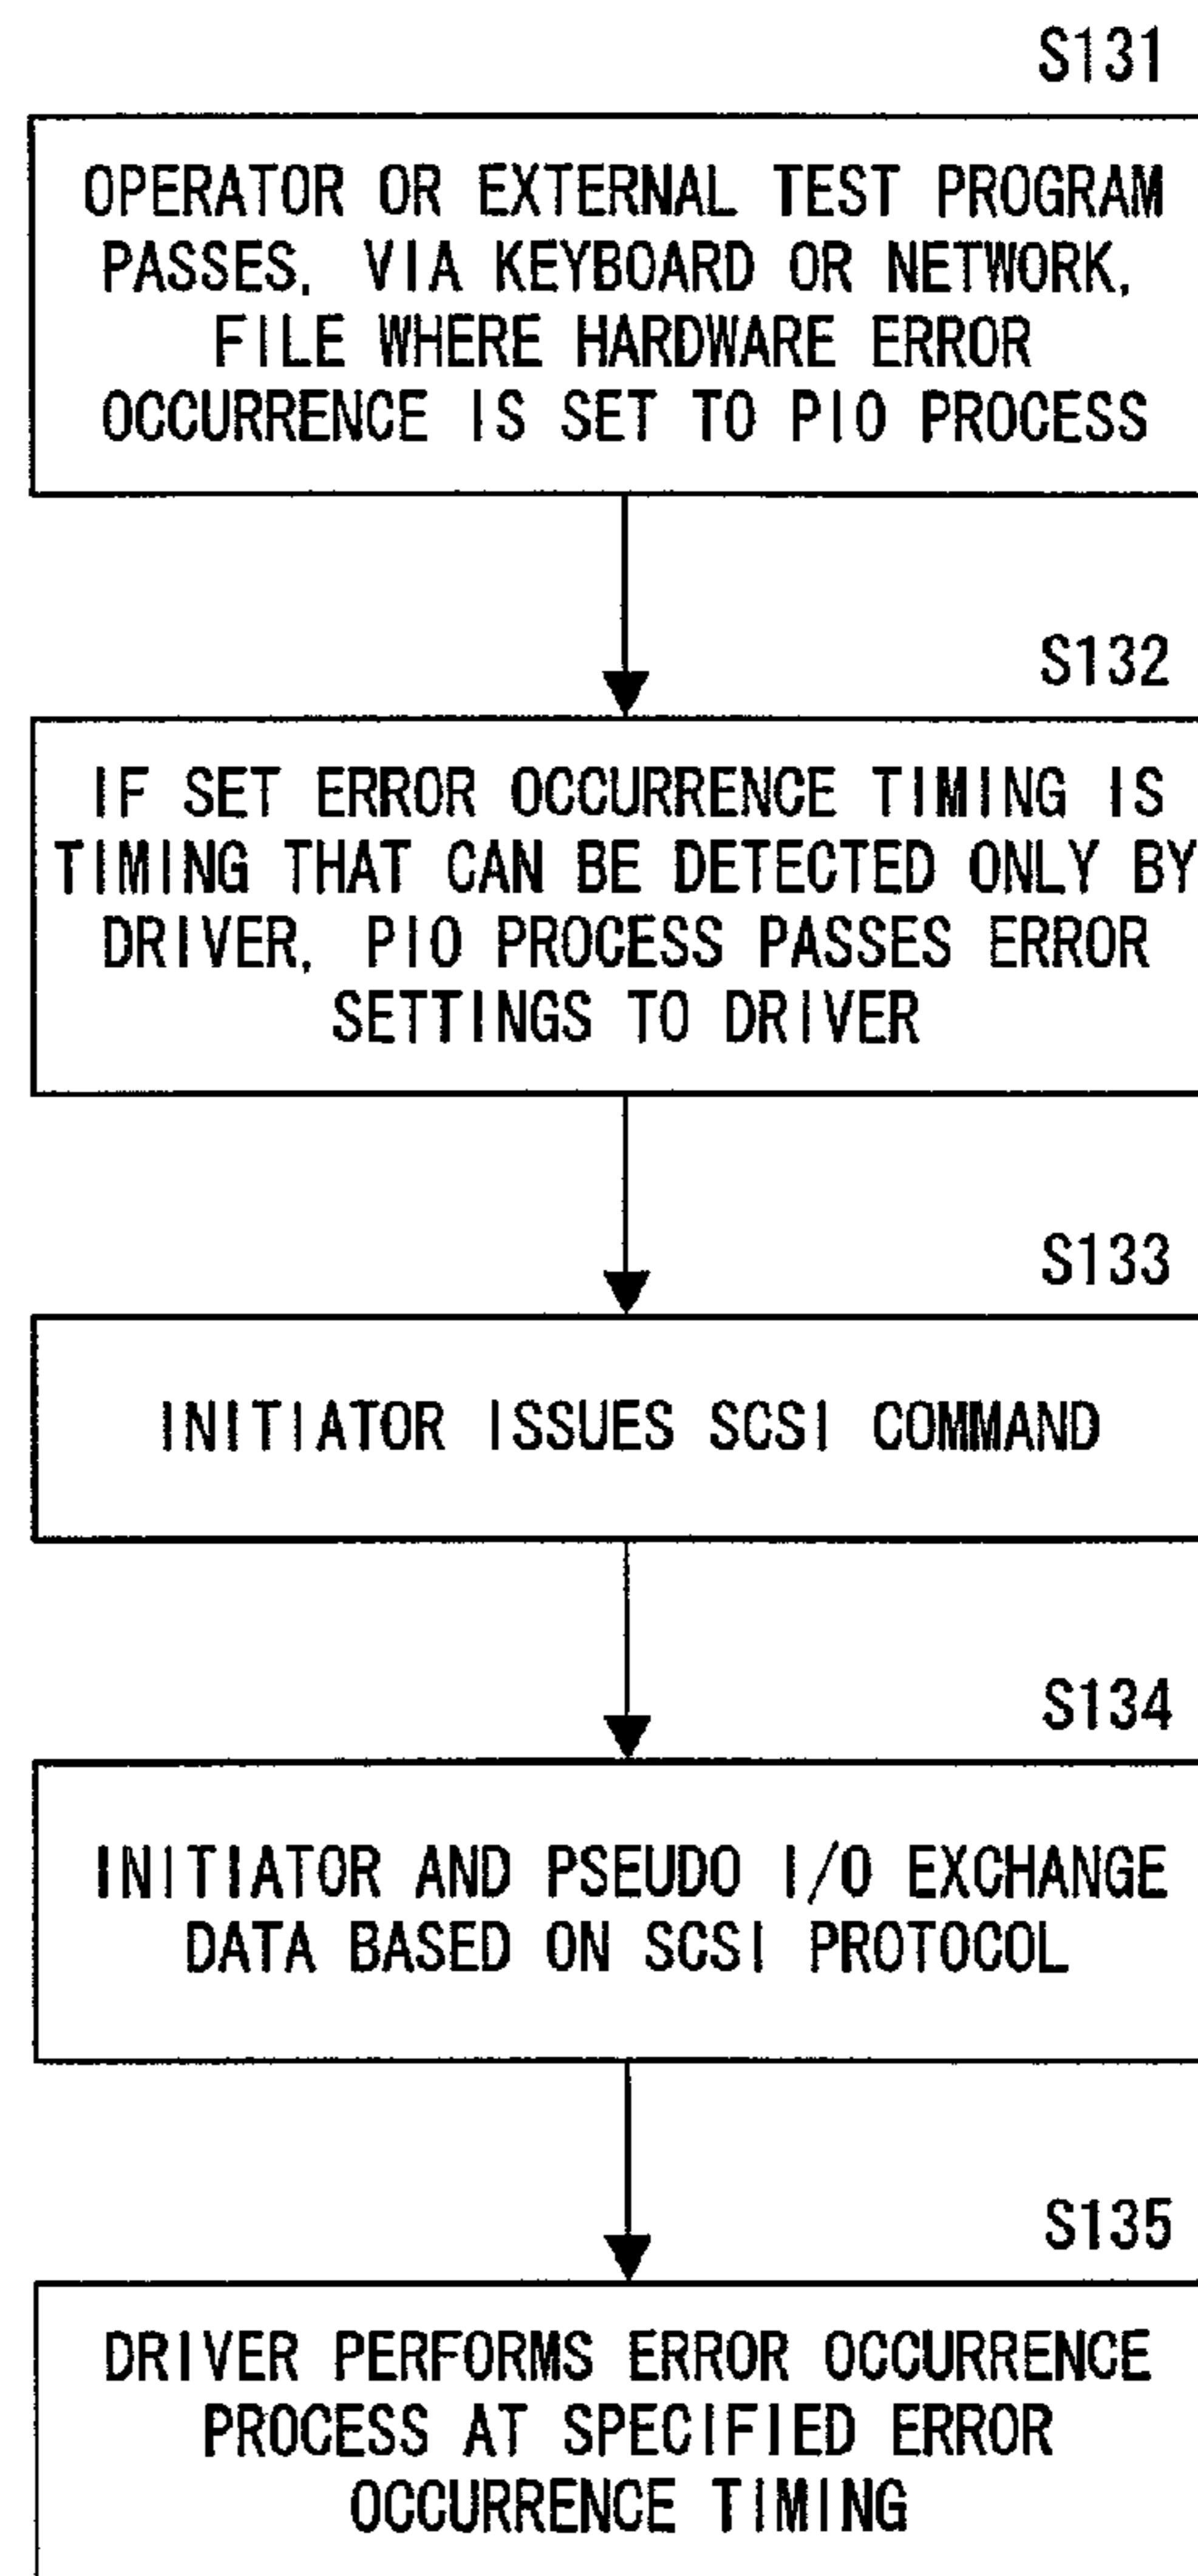 S131
OPERATOR OR EXTERNAL TEST PROGRAM
PASSES, VIA KEYBOARD OR NETWORK,
FILE WHERE HARDWARE ERROR
OCCURRENCE IS SET TO PIO PROCESS
S132
IF SET ERROR OCCURRENCE TIMING IS
TIMING THAT CAN BE DETECTED ONLY BY
DRIVER, PIO PROCESS PASSES ERROR
SETTINGS TO DRIVER
S133
INITIATOR ISSUES SCSI COMMAND
S134
INITIATOR AND PSEUDO I/O EXCHANGE
DATA BASED ON SCSI PROTOCOL
S135
DRIVER PERFORMS ERROR OCCURRENCE
PROCESS AT SPECIFIED ERROR
OCCURRENCE TIMING